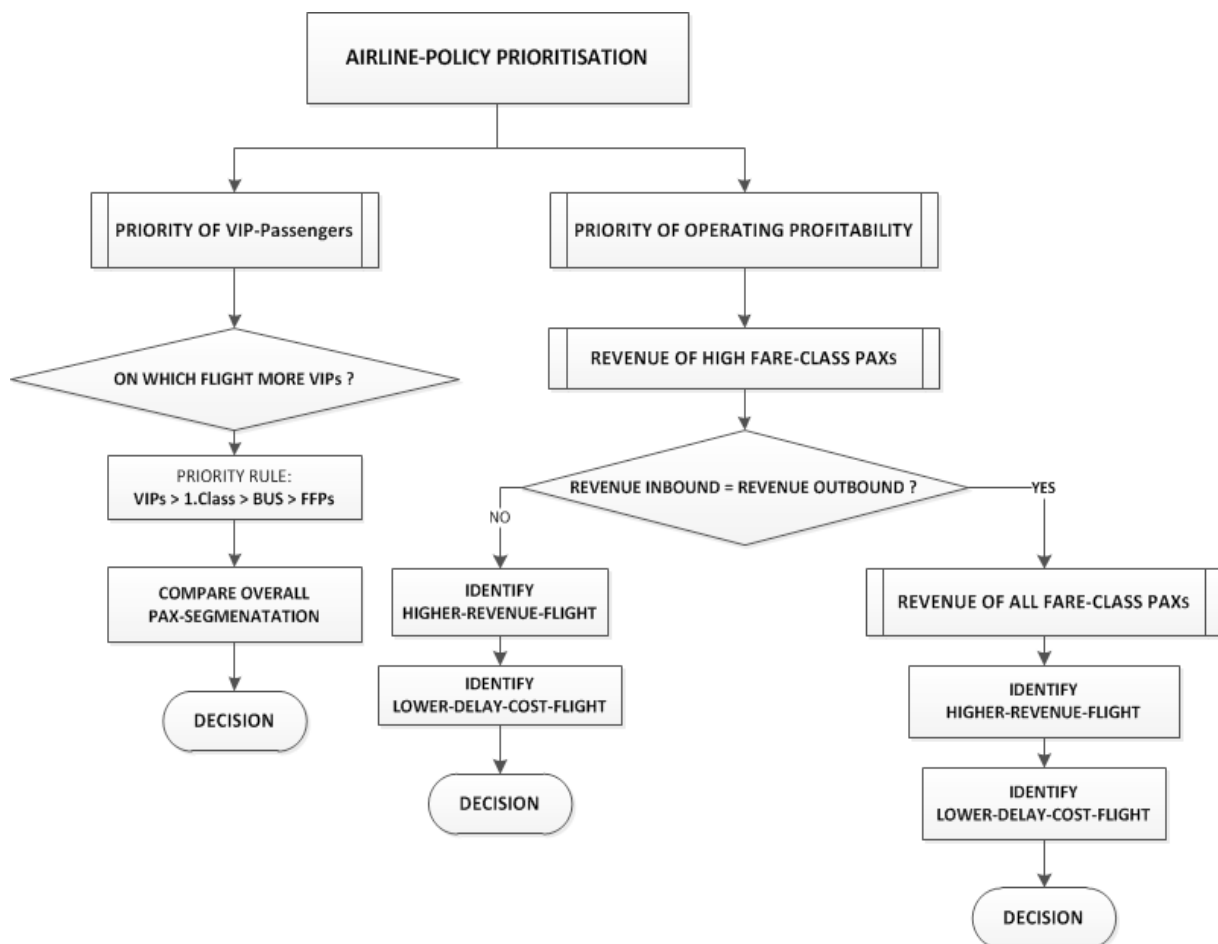 AIRLINE-POLICY PRIORITISATION
PRIORITY OF VIP-Passengers
PRIORITY OF OPERATING PROFITABILITY
ON WHICH FLIGHT MORE VIPs ?
REVENUE OF HIGH FARE-CLASS PAXs
PRIORITY RULE:
VIPs > 1.Class > BUS > FFPs
REVENUE INBOUND = REVENUE OUTBOUND ?
NO
YES
COMPARE OVERALL
PAX-SEGMENATATION
DECISION
IDENTIFY
HIGHER-REVENUE-FLIGHT
IDENTIFY
LOWER-DELAY-COST-FLIGHT
DECISION
REVENUE OF ALL FARE-CLASS PAXs
IDENTIFY
HIGHER-REVENUE-FLIGHT
IDENTIFY
LOWER-DELAY-COST-FLIGHT
DECISION